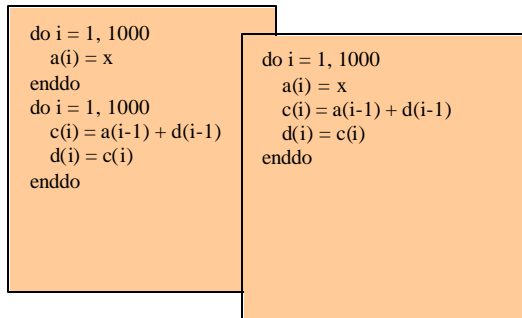 do i = 1, 1000
a(i) = x
enddo
do i = 1, 1000
c(i) = a(i-1) + d(i-1)
d(i) = c(i)
enddo
do i = 1, 1000
a(i) = x
c(i) = a(i-1) + d(i-1)
d(i) = c(i)
enddo